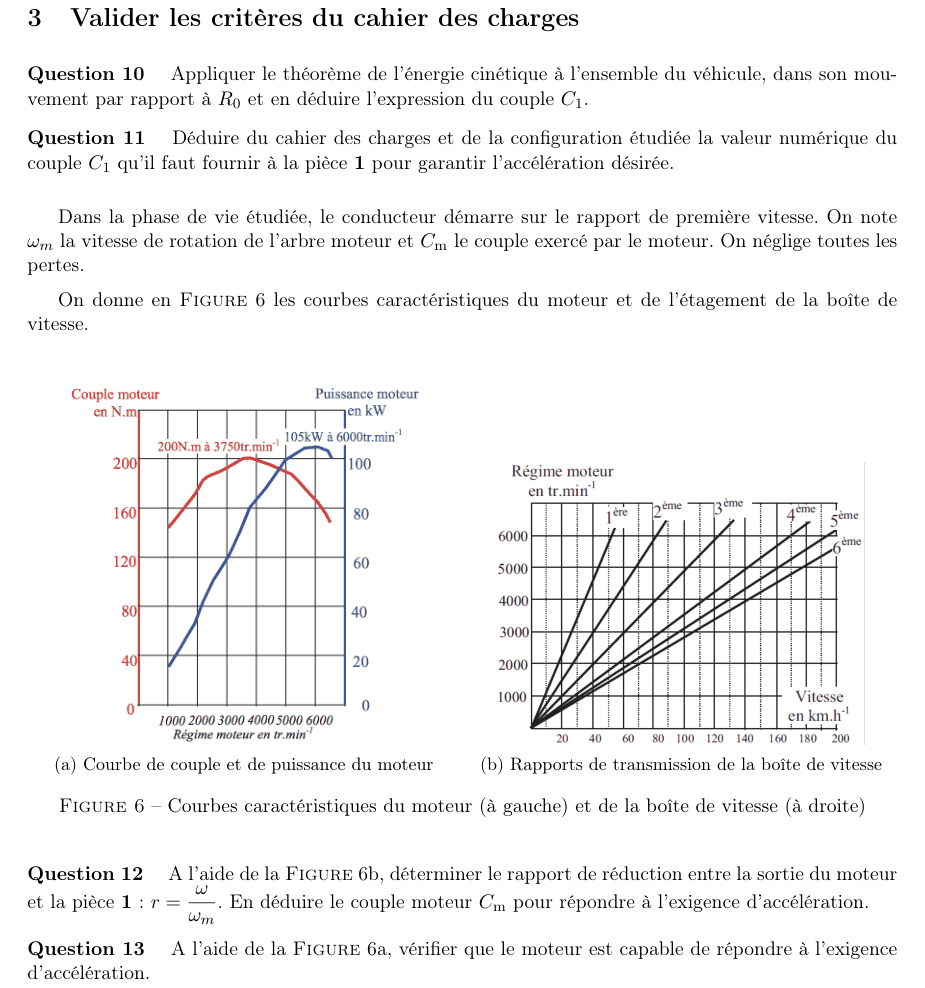 3 Valider les critères du cahier des charges
Question 10 Appliquer le théorème de l'énergie cinétique à l'ensemble du véhicule, dans son mou-
vement par rapport à R0 et en déduire l'expression du couple C1.
Question 11 Déduire du cahier des charges et de la configuration étudiée la valeur numérique du
couple C1 qu'il faut fournir à la pièce 1 pour garantir l'accélération désirée.
Dans la phase de vie étudiée, le conducteur démarre sur le rapport de première vitesse. On note
ωm la vitesse de rotation de l'arbre moteur et Cm le couple exercé par le moteur. On néglige toutes les
pertes.
On donne en FIGURE 6 les courbes caractéristiques du moteur et de l'étagement de la boîte de
vitesse.
Couple moteur
en N.m
Puissance moteur
en kW
200N.m à 3750tr.min-1
105kW à 6000tr.min-1
200
160
120
80
40
0
100
80
60
40
20
0
1000 2000 3000 4000 5000 6000
Régime moteur en tr.min-1
Régime moteur
en tr.min-1
1ère
2ème
3ème
4ème
5ème
6ème
6000
5000
4000
3000
2000
1000
Vitesse
en km.h-1
20 40 60 80 100 120 140 160 180 200
(a) Courbe de couple et de puissance du moteur
(b) Rapports de transmission de la boîte de vitesse
FIGURE 6 – Courbes caractéristiques du moteur (à gauche) et de la boîte de vitesse (à droite)
Question 12 A l'aide de la FIGURE 6b, déterminer le rapport de réduction entre la sortie du moteur
et la pièce 1 : r = ω/ωm. En déduire le couple moteur Cm pour répondre à l'exigence d'accélération.
Question 13 A l'aide de la FIGURE 6a, vérifier que le moteur est capable de répondre à l'exigence
d'accélération.